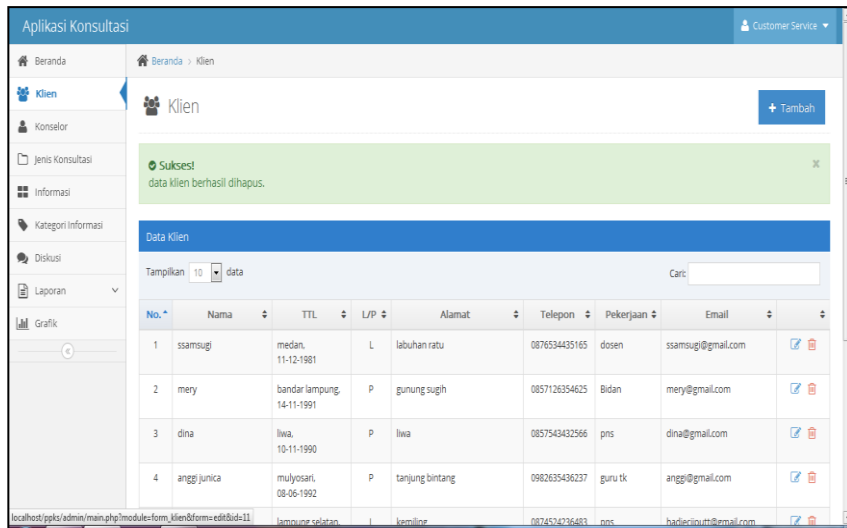 Aplikasi Konsultasi
Customer Service
Beranda
Klien
Konselor
Jenis Konsultasi
Informasi
Kategori Informasi
Diskusi
Laporan
Grafik
Beranda > Klien
Klien
+ Tambah
Sukses!
data klien berhasil dihapus.
x
Data Klien
Tampilkan 10 data
Cari:
No. Nama TTL L/P Alamat Telepon Pekerjaan Email
1 ssamsugi medan, 11-12-1981 L labuhan ratu 0876534435165 dosen ssamsugi@gmail.com
2 mery bandar lampung, 14-11-1991 P gunung sugih 0857126354625 Bidan mery@gmail.com
3 dina liwa, 10-11-1990 P liwa 0857543432566 pns dina@gmail.com
4 anggi junica mulyosari, 08-06-1992 P tanjung bintang 0982635436237 guru tk anggi@gmail.com
lampung selatan, L kemiling 0874524236483 pns
localhost/ppks/admin/main.php?module=form_klien&form=edit&id=11